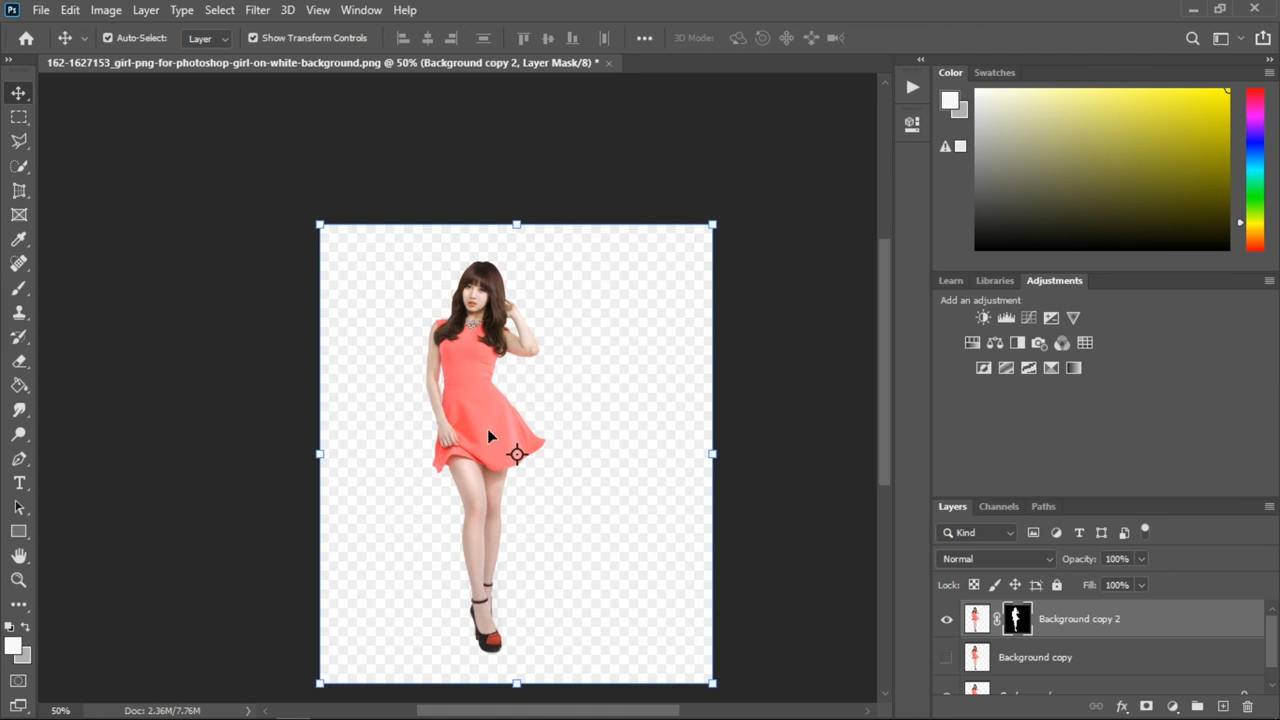 Ps File Edit Image Layer Type Select Filter 3D View Window Help
Auto-Select: Layer Show Transform Controls 3D Mode:
162-1627153_girl-png-for-photoshop-girl-on-white-background.png @ 50% (Background copy 2, Layer Mask/8) *
Color Swatches
Learn Libraries Adjustments
Add an adjustment
Layers Channels Paths
Kind
Normal Opacity: 100%
Lock: Fill: 100%
Background copy 2
Background copy
50% Doc: 2.36M/7.76M